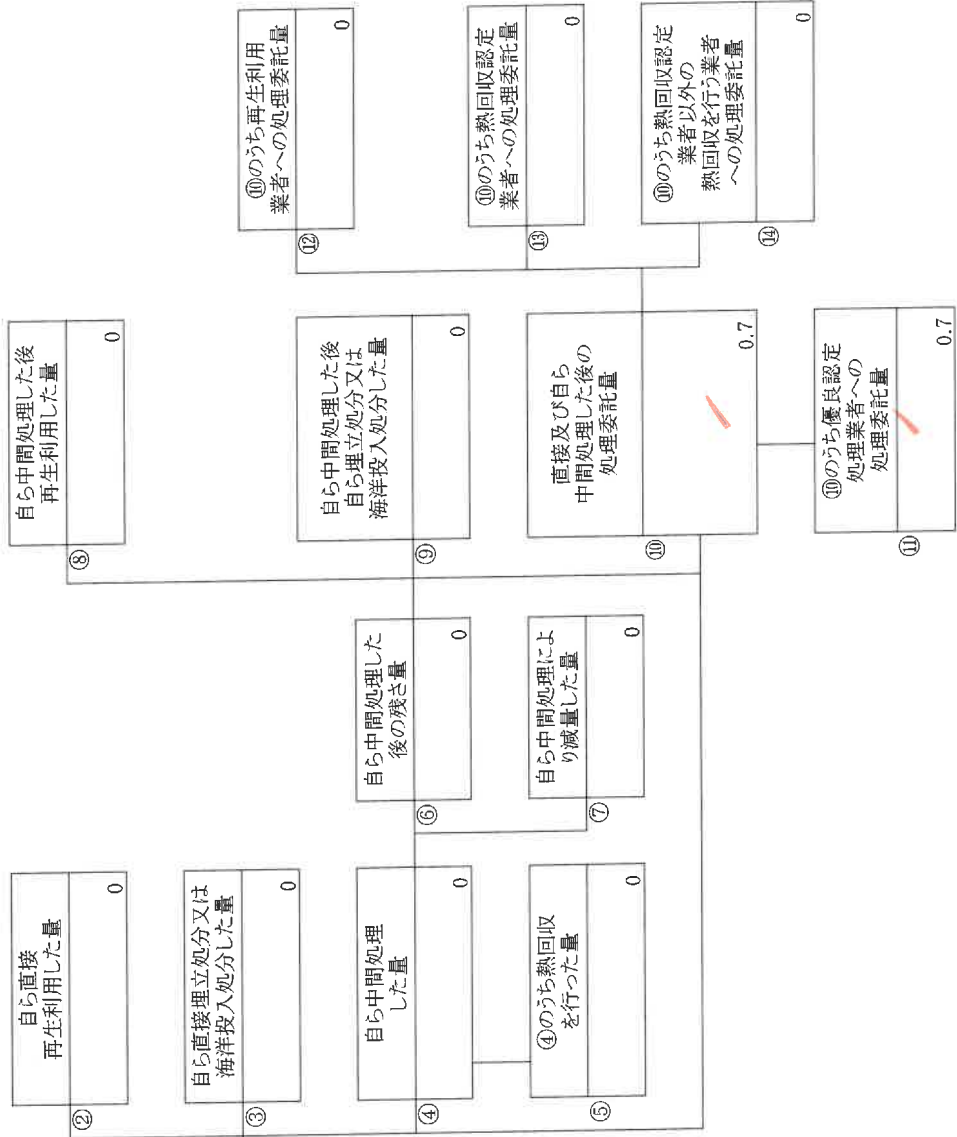 ②
自ら直接
再生利用した量
0
③
自ら直接埋立処分又は
海洋投入処分した量
0
④
自ら中間処理
した量
0
⑤
④のうち熱回収
を行った量
0
⑥
自ら中間処理した
後の残さ量
0
⑦
自ら中間処理によ
り減量した量
0
⑧
自ら中間処理した後
再生利用した量
0
⑨
自ら中間処理した後
自ら埋立処分又は
海洋投入処分した量
0
⑩
直接及び自ら
中間処理した後の
処理委託量
0.7
⑪
⑩のうち優良認定
処理業者への
処理委託量
0.7
⑫
⑩のうち再生利用
業者への処理委託量
0
⑬
⑩のうち熱回収認定
業者への処理委託量
0
⑭
⑩のうち熱回収認定
業者以外の
熱回収を行う業者
への処理委託量
0